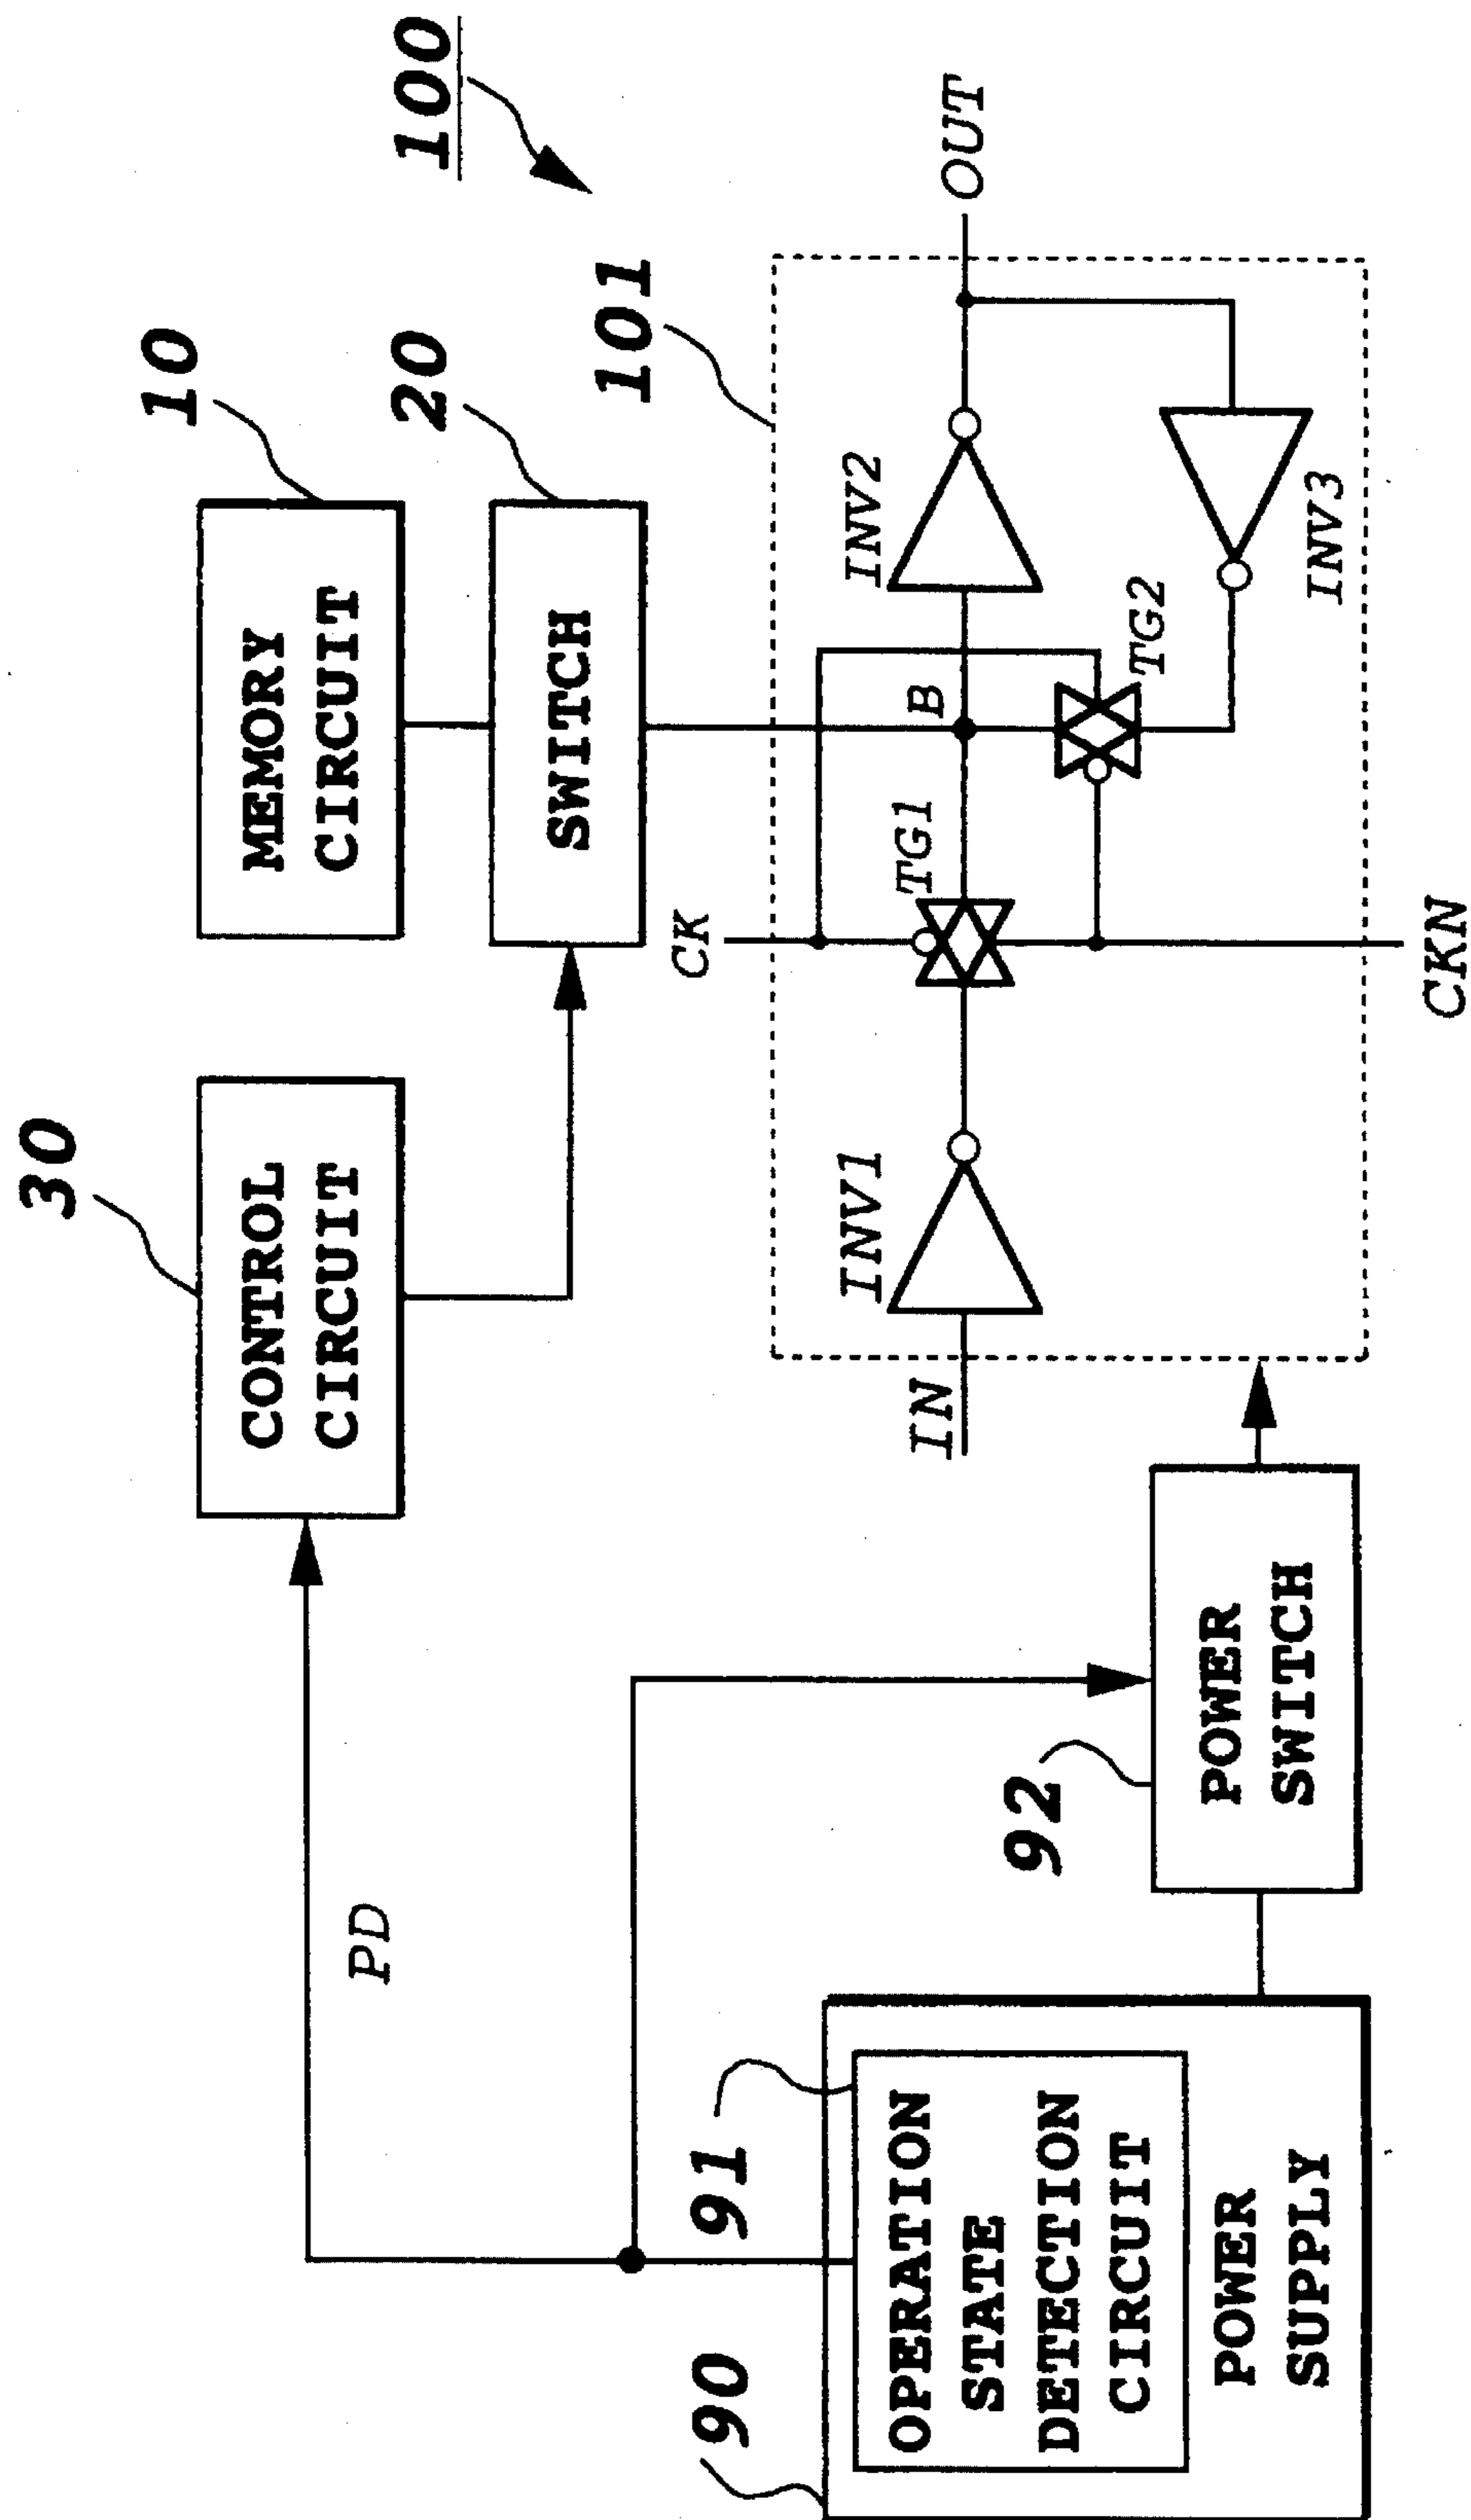 100
30
10
CONTROL
CIRCUIT
MEMORY
CIRCUIT
20
PD
SWITCH
101
CK
90
91
INV1
INV2
OPERATION
STATE
DETECTION
CIRCUIT
IN
TG1
B
OUT
92
TG2
POWER
SUPPLY
POWER
SWITCH
INV3
CKN